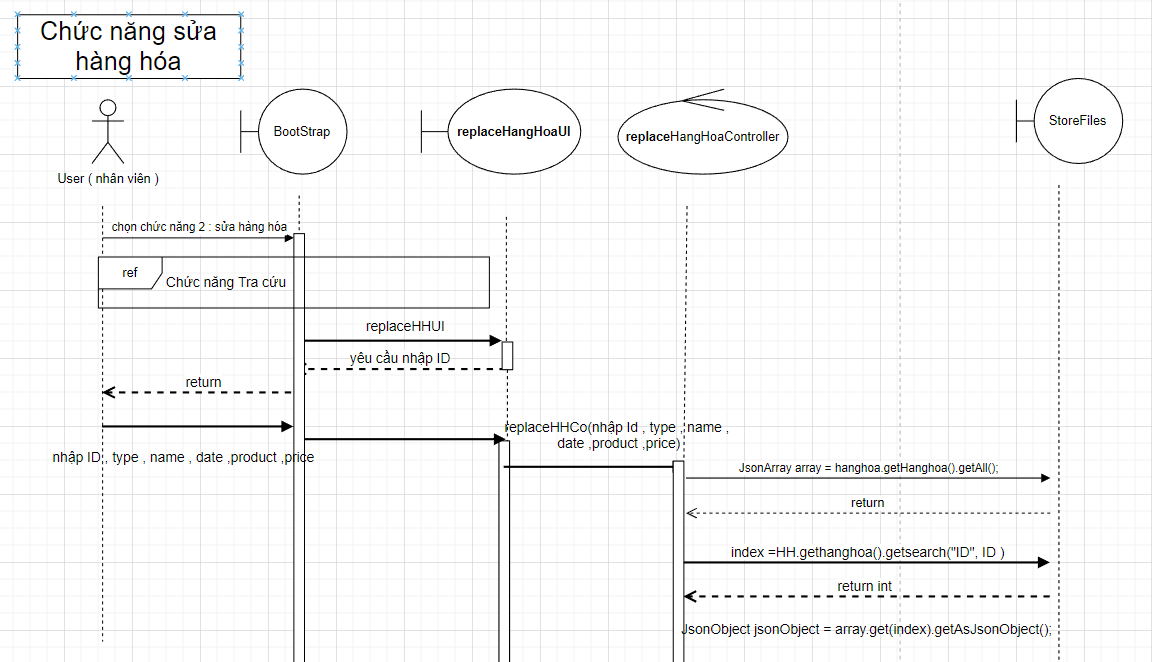 Chức năng sửa
hàng hóa
BootStrap
replaceHangHoaUI
replaceHangHoaController
StoreFiles
User ( nhân viên )
chọn chức năng 2 : sửa hàng hóa
ref
Chức năng Tra cứu
replaceHHUI
yêu cầu nhập ID
return
replaceHHCo(nhập Id , type , name ,
date ,product ,price)
nhập ID , type , name , date ,product ,price
JsonArray array = hanghoa.getHanghoa().getAll();
return
index =HH.gethanghoa().getsearch("ID", ID )
return int
JsonObject jsonObject = array.get(index).getAsJsonObject();